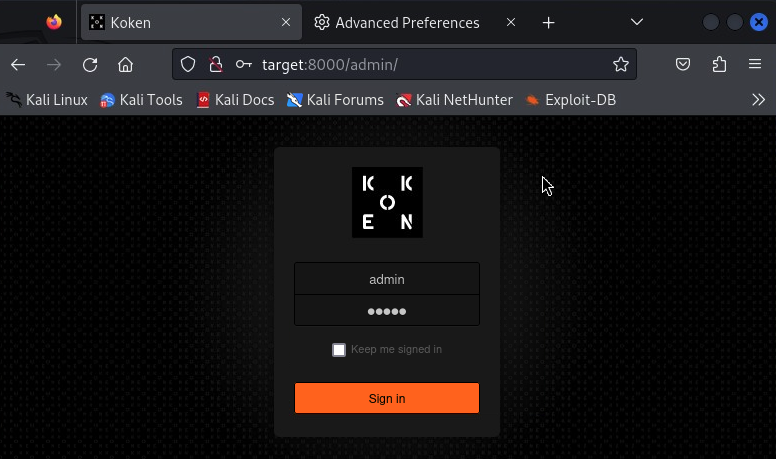 Koken
Advanced Preferences
target:8000/admin/
Kali Linux
Kali Tools
Kali Docs
Kali Forums
Kali NetHunter
Exploit-DB
K K
O
E N
admin
●●●●●
Keep me signed in
Sign in